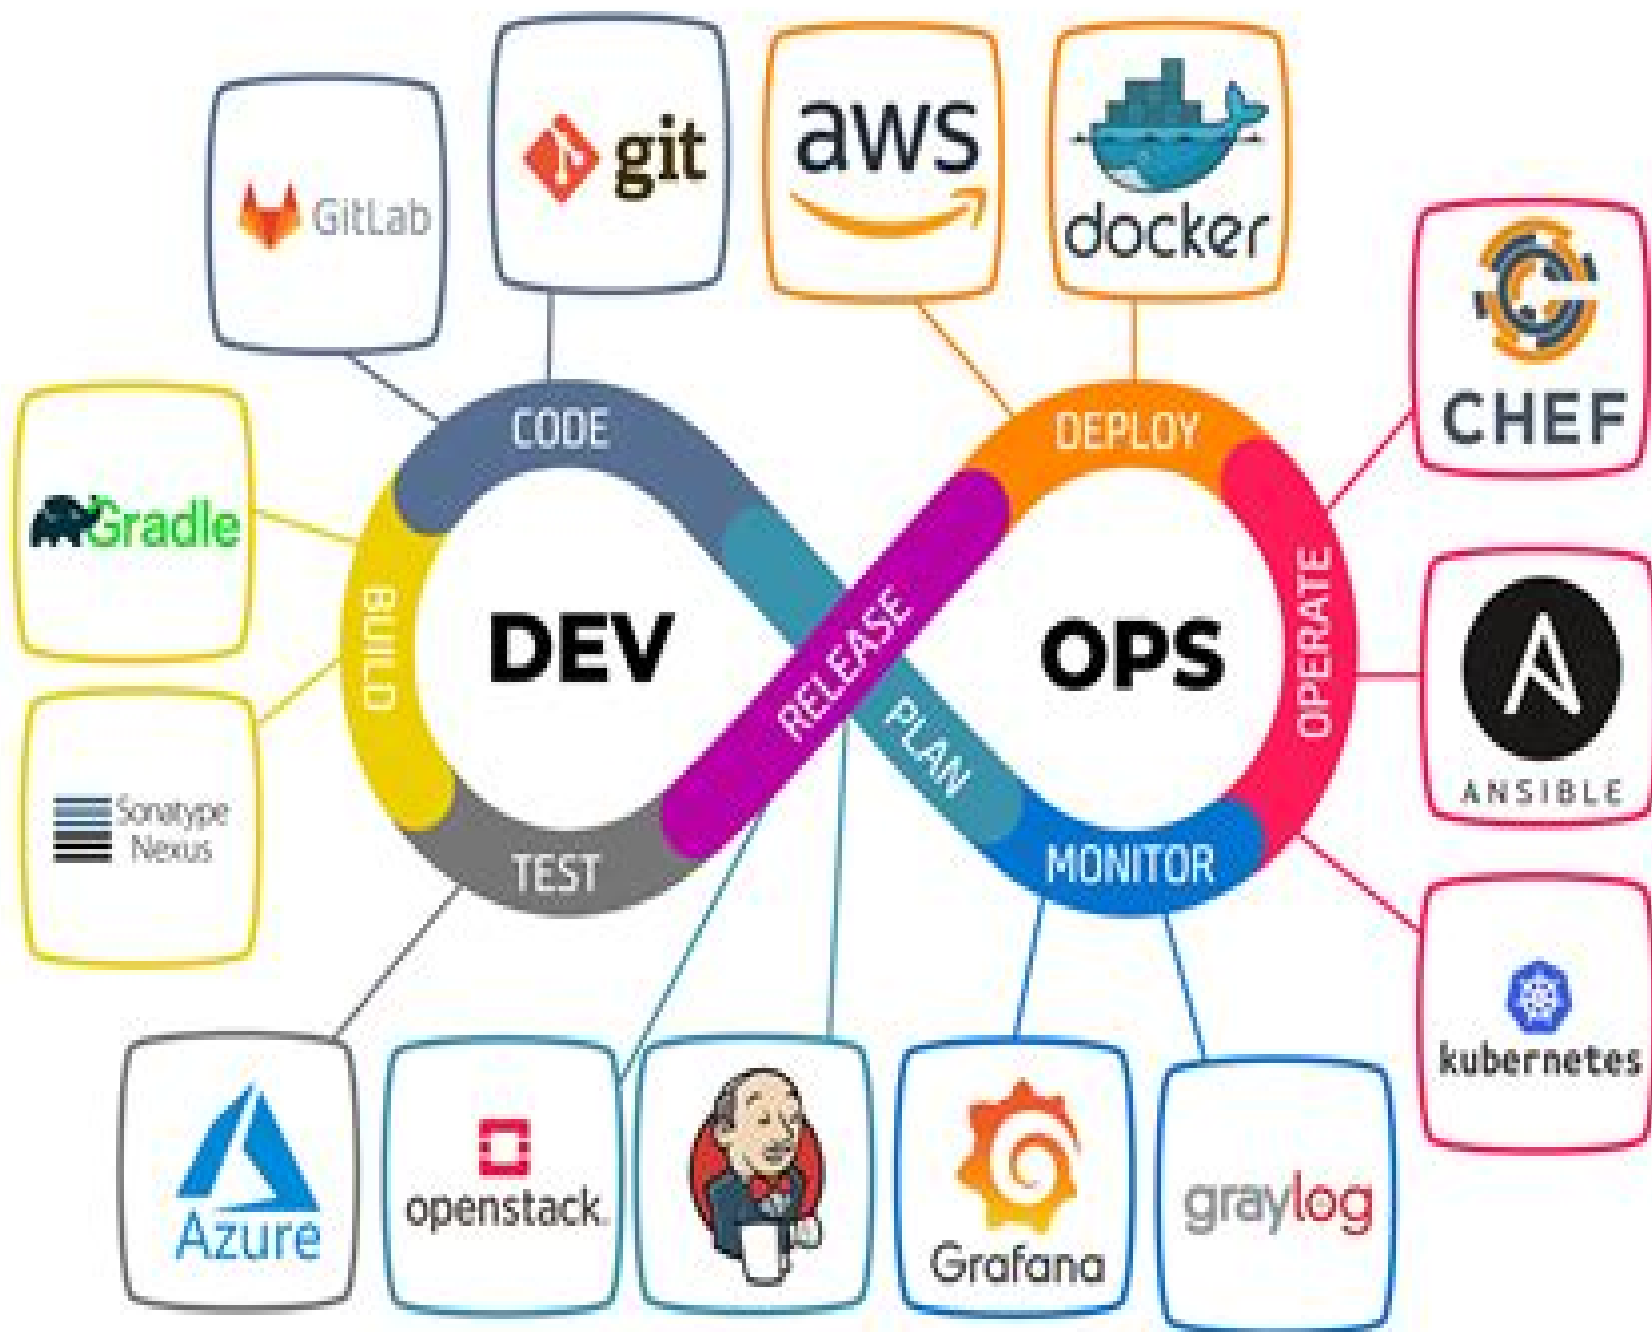 GitLab
git
aws
docker
CHEF
Gradle
CODE
DEPLOY
BUILD
DEV
RELEASE
OPS
OPERATE
ANSIBLE
PLAN
Sonatype
Nexus
TEST
MONITOR
kubernetes
Azure
openstack.
Grafana
graylog